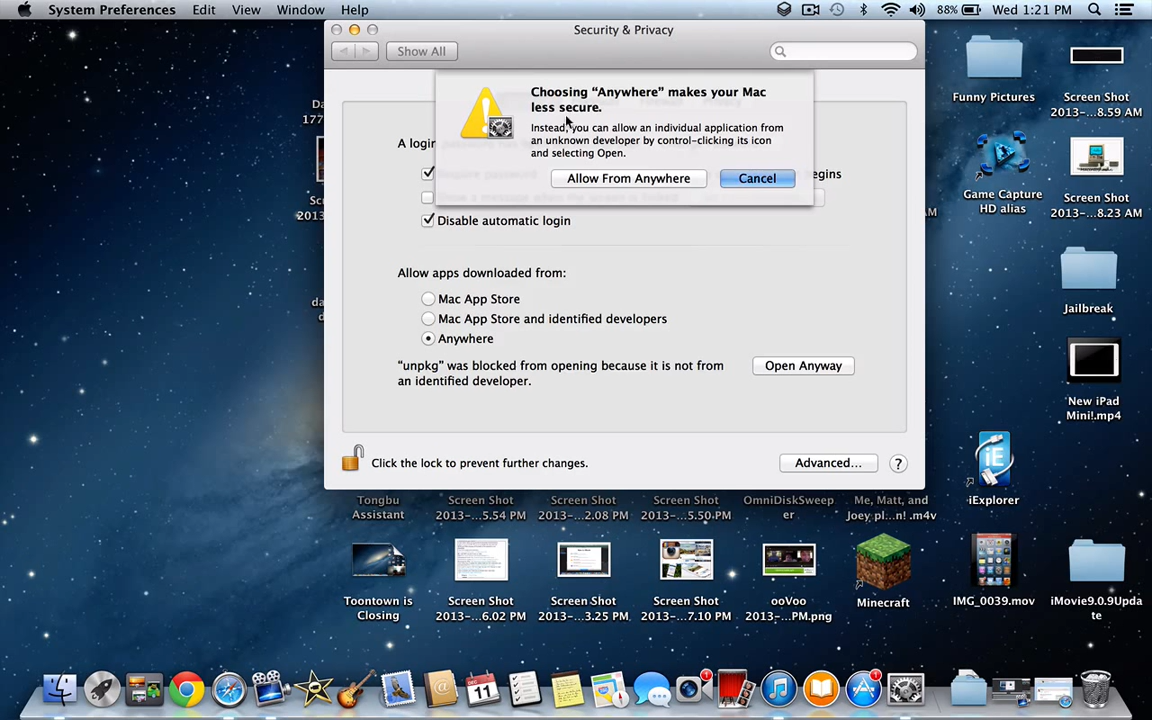 System Preferences Edit View Window Help
88% Wed 1:21 PM
Security & Privacy
Show All
Choosing “Anywhere” makes your Mac
less secure.
Instead, you can allow an individual application from
an unknown developer by control-clicking its icon
and selecting Open.
Allow From Anywhere Cancel
A login
begins
Disable automatic login
Allow apps downloaded from:
Mac App Store
Mac App Store and identified developers
Anywhere
“unpkg” was blocked from opening because it is not from
an identified developer.
Open Anyway
Click the lock to prevent further changes.
Advanced... ?
Funny Pictures
Screen Shot
2013-...8.59 AM
Game Capture
HD alias
Screen Shot
2013-...8.23 AM
Jailbreak
New iPad
Mini!.mp4
iExplorer
Tongbu
Assistant
Screen Shot
2013-...5.54 PM
Screen Shot
2013-...2.08 PM
Screen Shot
2013-...5.50.PM
OmniDiskSweep
er
Me, Matt, and
Joey pl...n! .m4v
Toontown is
Closing
Screen Shot
2013-...6.02 PM
Screen Shot
2013-...3.25 PM
Screen Shot
2013-...7.10 PM
ooVoo
2013-...PM.png
Minecraft
IMG_0039.mov
iMovie9.0.9Upda
te
DEC
11
1
1